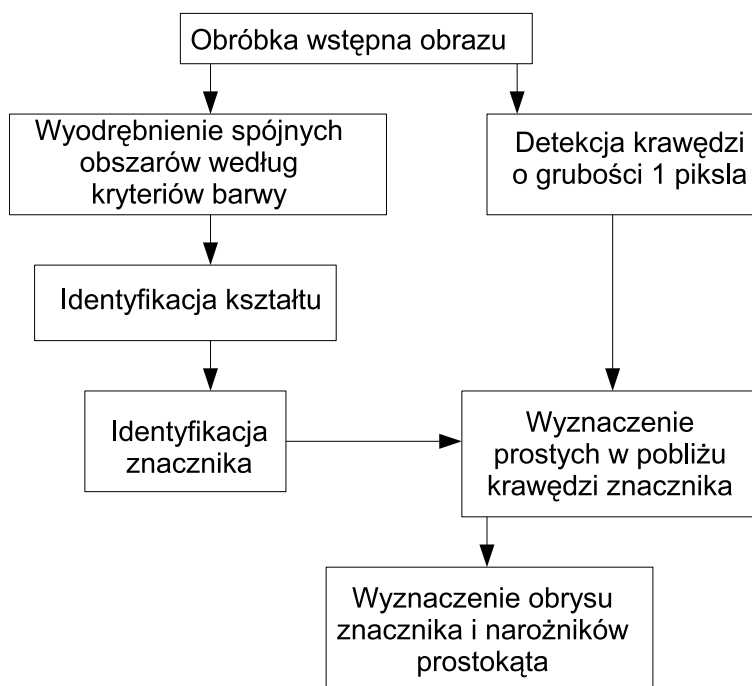 Obróbka wstępna obrazu
Wyodrębnienie spójnych
obszarów według
kryteriów barwy
Detekcja krawędzi
o grubości 1 piksla
Identyfikacja kształtu
Identyfikacja
znacznika
Wyznaczenie
prostych w pobliżu
krawędzi znacznika
Wyznaczenie obrysu
znacznika i narożników
prostokąta